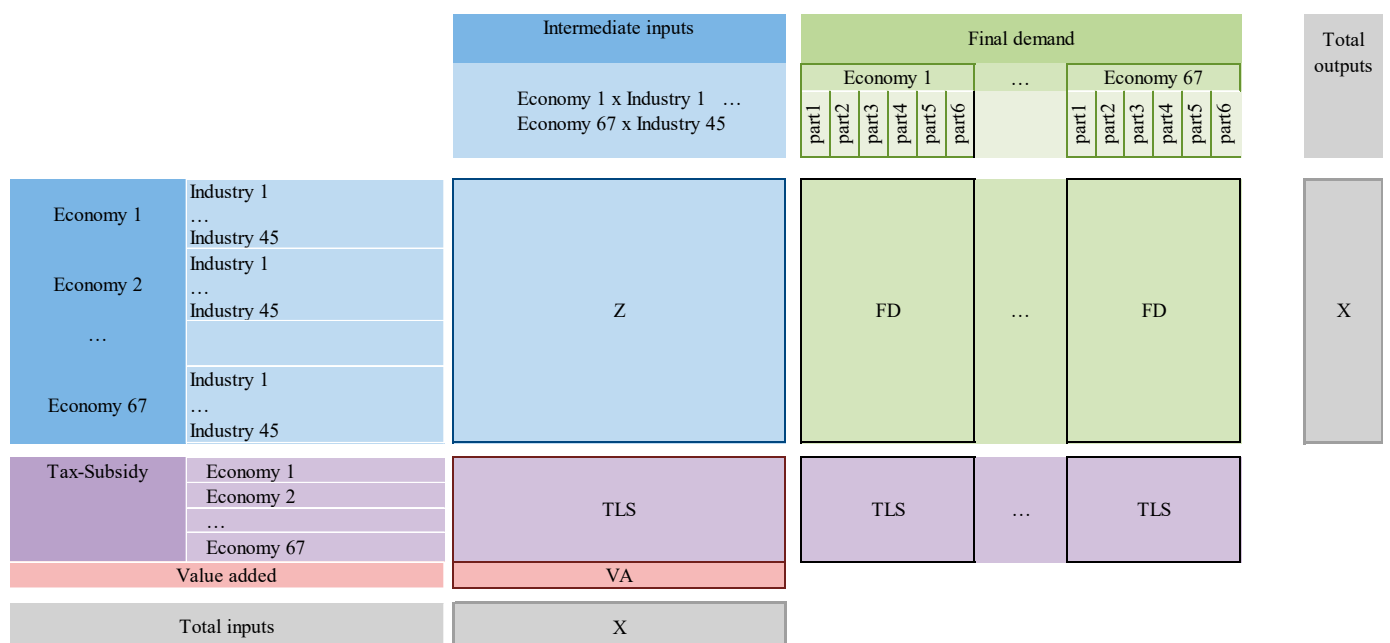 Intermediate inputs
Final demand
Total
outputs
Economy 1
…
Economy 67
Economy 1 x Industry 1 …
Economy 67 x Industry 45
part1
part2
part3
part4
part5
part6
part1
part2
part3
part4
part5
part6
Economy 1
Industry 1
…
Industry 45
Economy 2
Industry 1
…
Industry 45
…
Economy 67
Industry 1
…
Industry 45
Z
FD
…
FD
X
Tax-Subsidy
Economy 1
Economy 2
…
Economy 67
TLS
TLS
…
TLS
Value added
VA
Total inputs
X